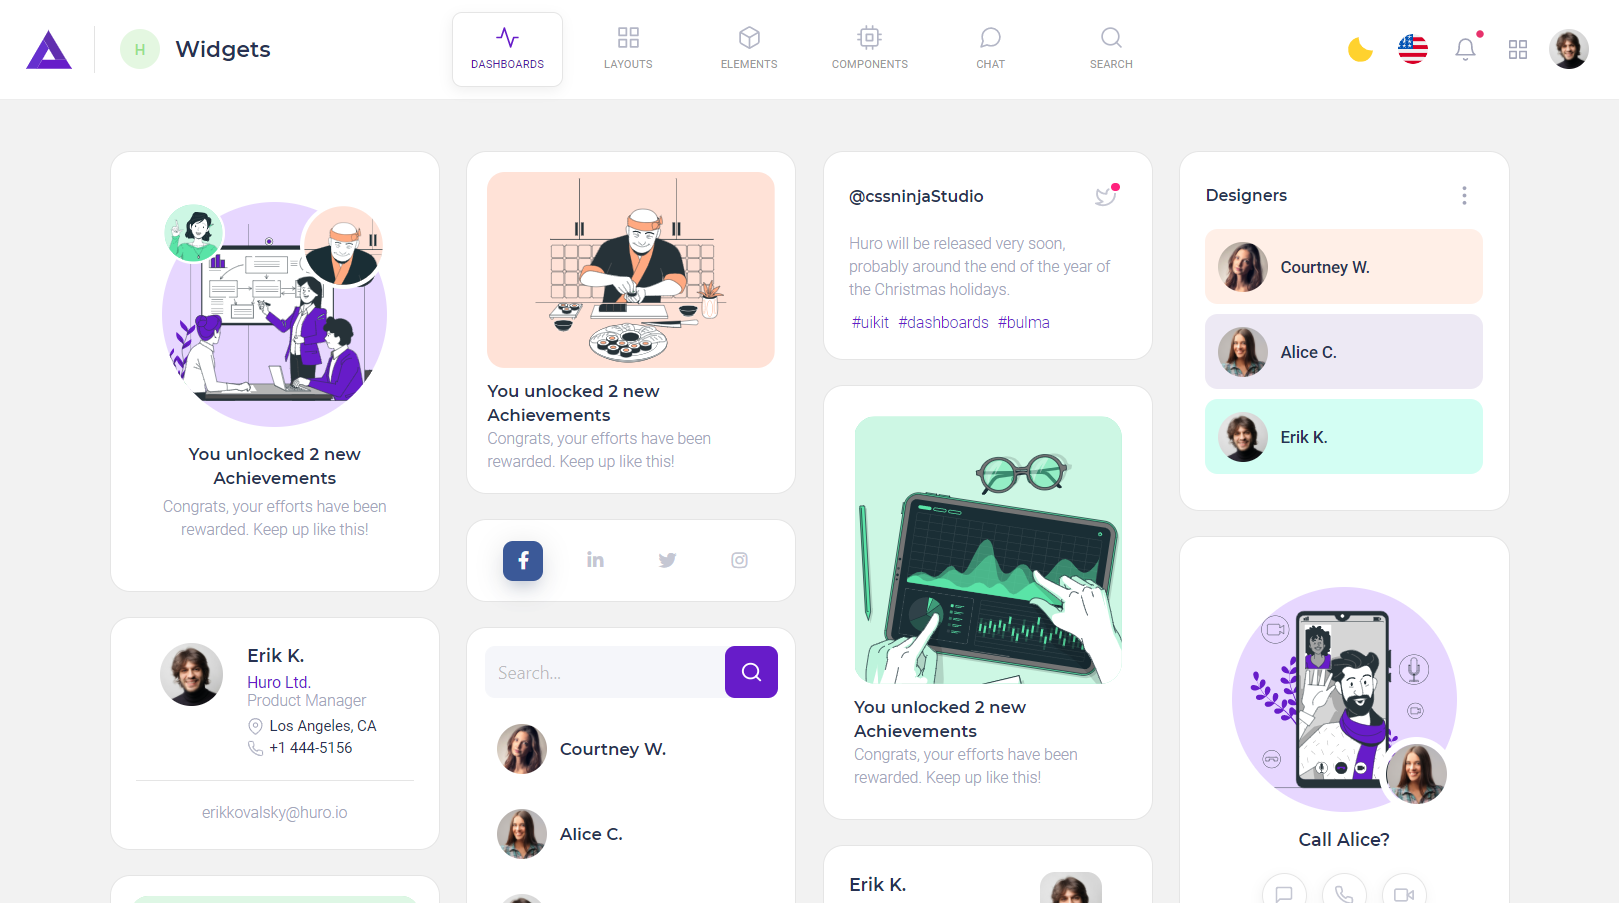 H
Widgets
DASHBOARDS
LAYOUTS
ELEMENTS
COMPONENTS
CHAT
SEARCH
You unlocked 2 new
Achievements
Congrats, your efforts have been
rewarded. Keep up like this!
Erik K.
Huro Ltd.
Product Manager
Los Angeles, CA
+1 444-5156
erikkovalsky@huro.io
You unlocked 2 new
Achievements
Congrats, your efforts have been
rewarded. Keep up like this!
Search...
Courtney W.
Alice C.
@cssninjaStudio
Huro will be released very soon,
probably around the end of the year of
the Christmas holidays.
#uikit #dashboards #bulma
You unlocked 2 new
Achievements
Congrats, your efforts have been
rewarded. Keep up like this!
Erik K.
Designers
Courtney W.
Alice C.
Erik K.
Call Alice?